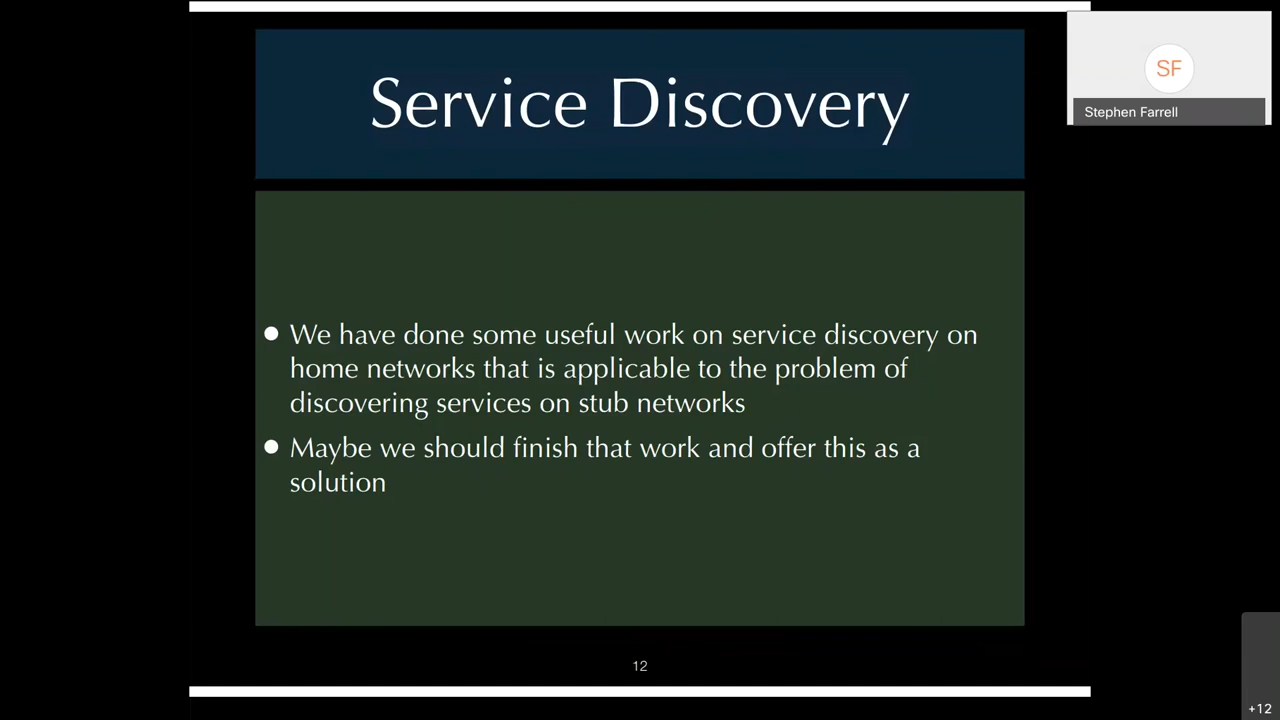 Service Discovery
SF
Stephen Farrell
● We have done some useful work on service discovery on
home networks that is applicable to the problem of
discovering services on stub networks
● Maybe we should finish that work and offer this as a
solution
12
+12